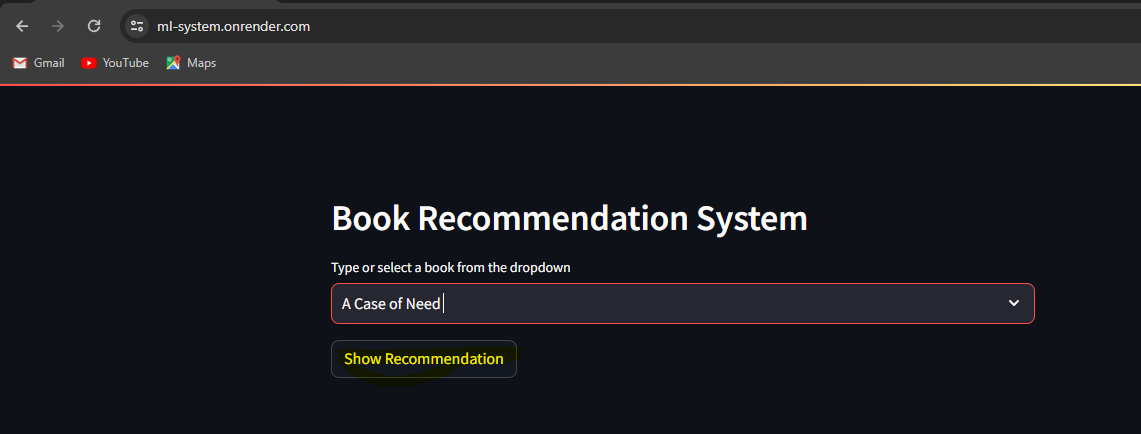 ml-system.onrender.com
Gmail YouTube Maps
Book Recommendation System
Type or select a book from the dropdown
A Case of Need
Show Recommendation